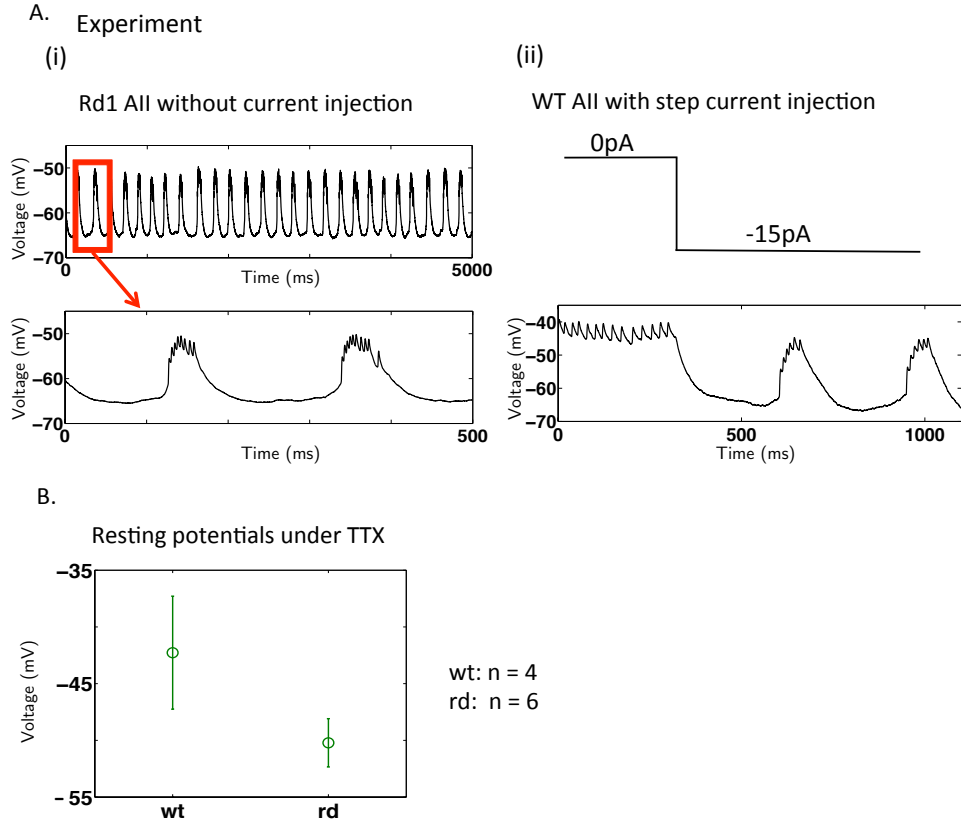 A. Experiment
(i)
Rd1 AII without current injection
−50
−60
−70
Voltage (mV)
0
5000
Time (ms)
−50
−60
−70
Voltage (mV)
0
500
Time (ms)
(ii)
WT AII with step current injection
0pA
-15pA
−40
−50
−60
−70
Voltage (mV)
0
500
1000
Time (ms)
B.
Resting potentials under TTX
−35
−45
−55
Voltage (mV)
wt
rd
wt: n = 4
rd: n = 6